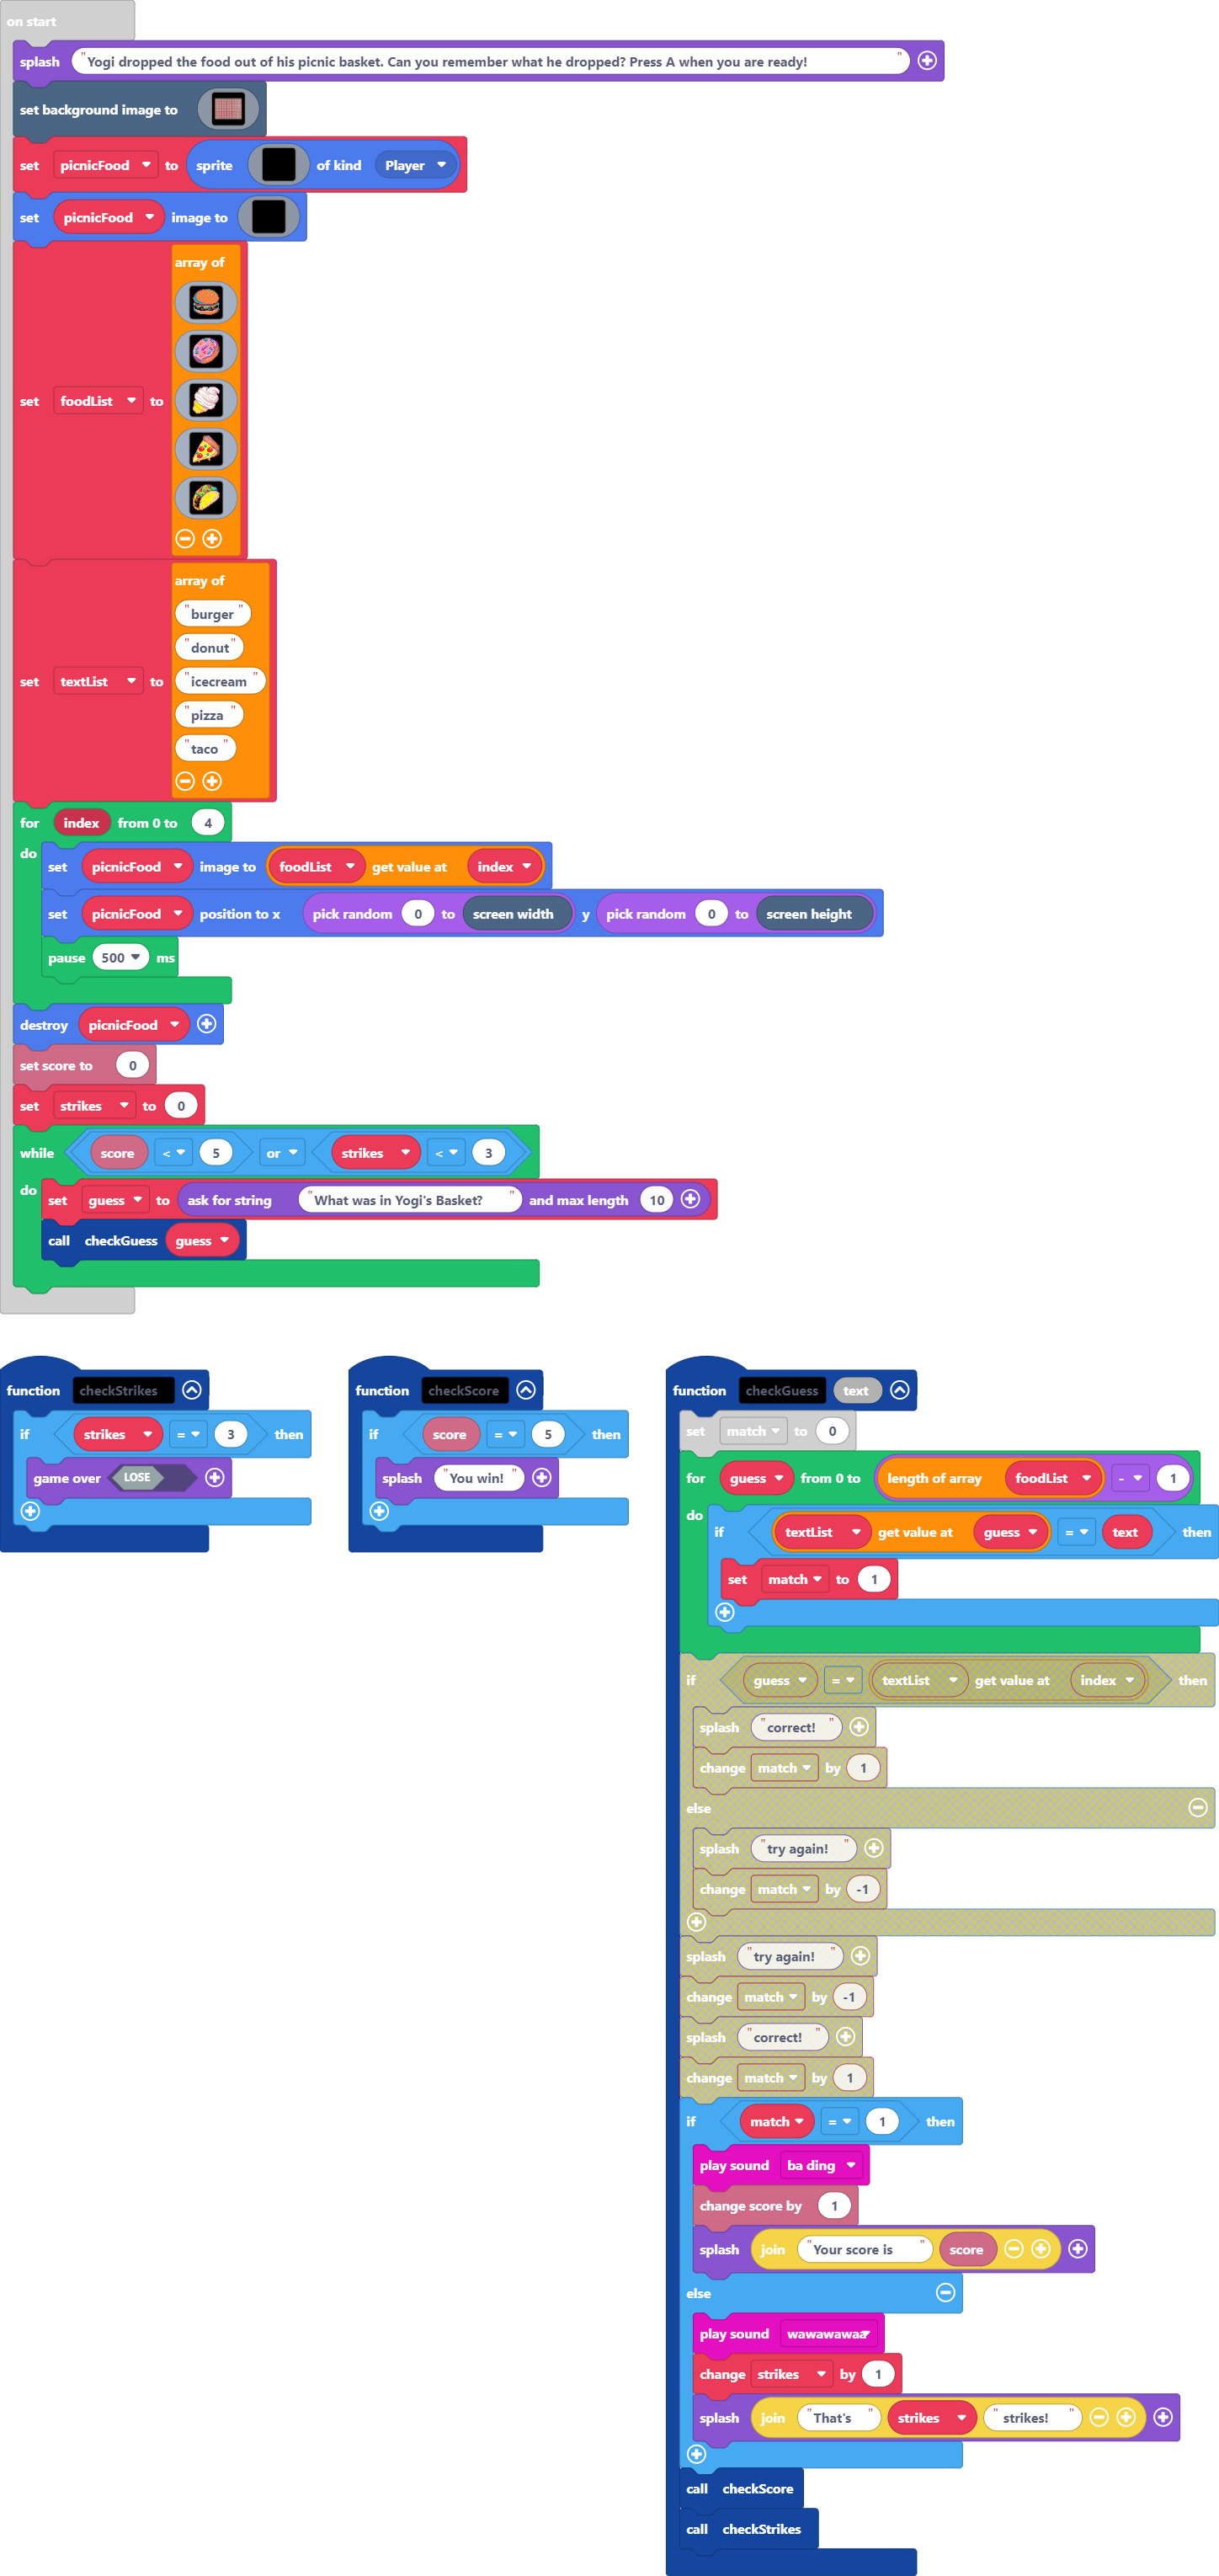 on start
splash "Yogi dropped the food out of his picnic basket. Can you remember what he dropped? Press A when you are ready!"
set background image to
set picnicFood to sprite of kind Player
set picnicFood image to
array of
set foodList to
array of
"burger"
"donut"
set textList to "icecream"
"pizza"
"taco"
for index from 0 to 4
do set picnicFood image to foodList get value at index
set picnicFood position to x pick random 0 to screen width y pick random 0 to screen height
pause 500 ms
destroy picnicFood
set score to 0
set strikes to 0
while score < 5 or strikes < 3
do set guess to ask for string "What was in Yogi's Basket?" and max length 10
call checkGuess guess
function checkStrikes
if strikes = 3 then
game over LOSE
function checkScore
if score = 5 then
splash "You win!"
function checkGuess text
set match to 0
for guess from 0 to length of array foodList - 1
do if textList get value at guess = text then
set match to 1
if guess = textList get value at index then
splash "correct!"
change match by 1
else
splash "try again!"
change match by -1
splash "try again!"
change match by -1
splash "correct!"
change match by 1
if match = 1 then
play sound ba ding
change score by 1
splash join "Your score is" score
else
play sound wawawawaa
change strikes by 1
splash join "That's" strikes "strikes!"
call checkScore
call checkStrikes